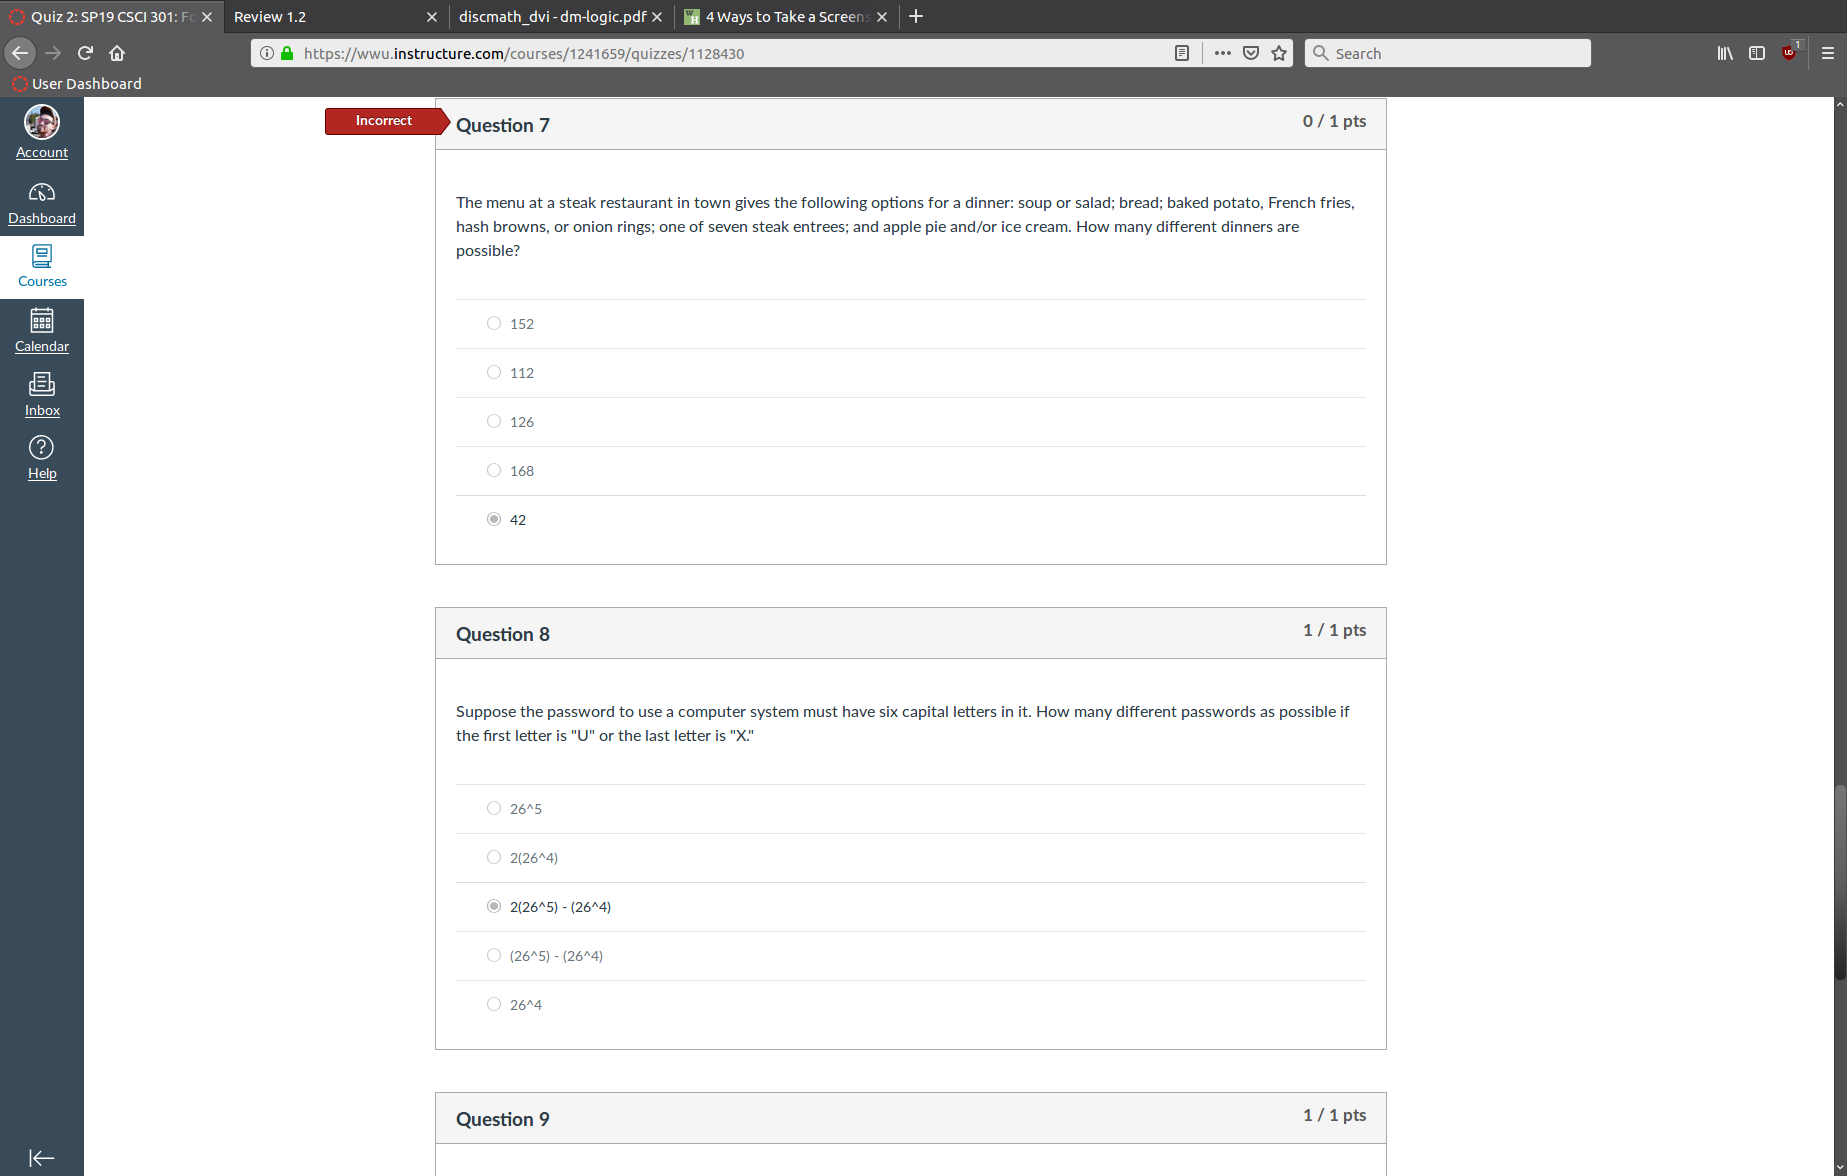 Quiz 2: SP19 CSCI 301: Fo
Review 1.2
discmath_dvi - dm-logic.pdf
4 Ways to Take a Screens
https://wwu.instructure.com/courses/1241659/quizzes/1128430
Search
1
User Dashboard
Account
Dashboard
Courses
Calendar
Inbox
Help
Incorrect
Question 7
0 / 1 pts
The menu at a steak restaurant in town gives the following options for a dinner: soup or salad; bread; baked potato, French fries,
hash browns, or onion rings; one of seven steak entrees; and apple pie and/or ice cream. How many different dinners are
possible?
152
112
126
168
42
Question 8
1 / 1 pts
Suppose the password to use a computer system must have six capital letters in it. How many different passwords as possible if
the first letter is "U" or the last letter is "X."
26^5
2(26^4)
2(26^5) - (26^4)
(26^5) - (26^4)
26^4
Question 9
1 / 1 pts